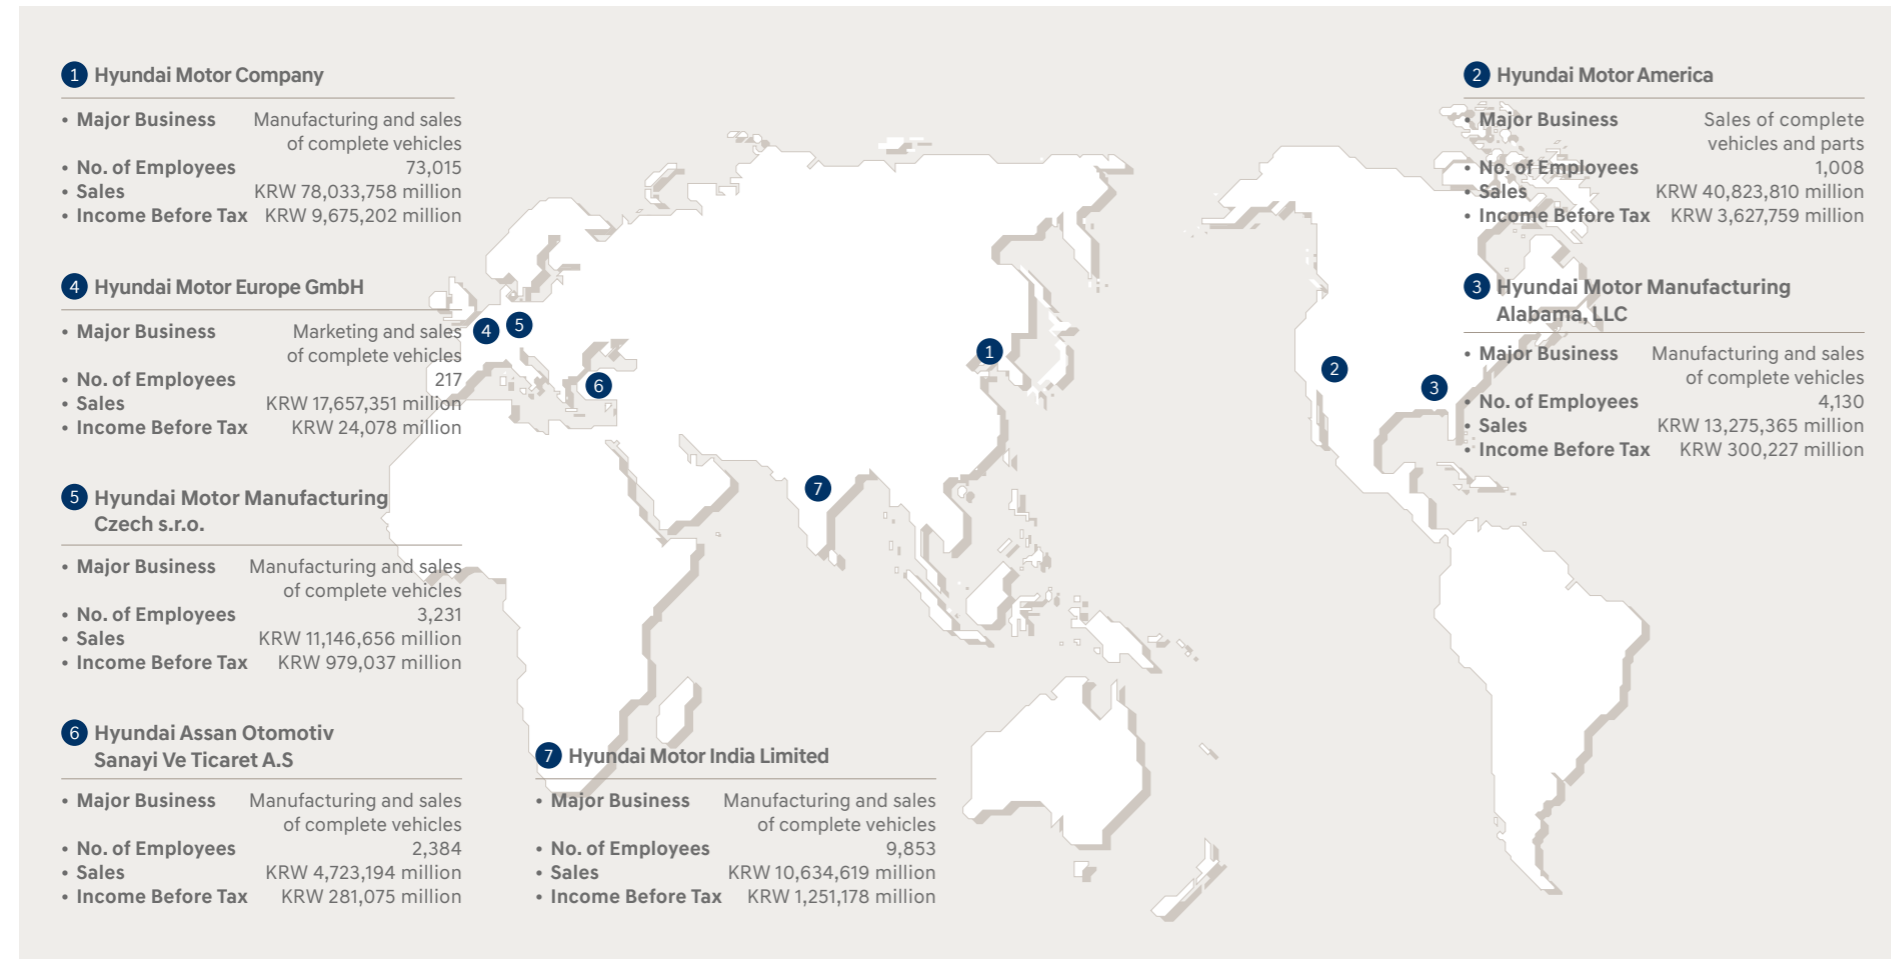 1 Hyundai Motor Company
• Major Business Manufacturing and sales
of complete vehicles
• No. of Employees 73,015
• Sales KRW 78,033,758 million
• Income Before Tax KRW 9,675,202 million
2 Hyundai Motor America
• Major Business Sales of complete
vehicles and parts
• No. of Employees 1,008
• Sales KRW 40,823,810 million
• Income Before Tax KRW 3,627,759 million
4 Hyundai Motor Europe GmbH
• Major Business Marketing and sales
of complete vehicles
• No. of Employees 217
• Sales KRW 17,657,351 million
• Income Before Tax KRW 24,078 million
3 Hyundai Motor Manufacturing
Alabama, LLC
• Major Business Manufacturing and sales
of complete vehicles
• No. of Employees 4,130
• Sales KRW 13,275,365 million
• Income Before Tax KRW 300,227 million
5 Hyundai Motor Manufacturing
Czech s.r.o.
• Major Business Manufacturing and sales
of complete vehicles
• No. of Employees 3,231
• Sales KRW 11,146,656 million
• Income Before Tax KRW 979,037 million
6 Hyundai Assan Otomotiv
Sanayi Ve Ticaret A.S
• Major Business Manufacturing and sales
of complete vehicles
• No. of Employees 2,384
• Sales KRW 4,723,194 million
• Income Before Tax KRW 281,075 million
7 Hyundai Motor India Limited
• Major Business Manufacturing and sales
of complete vehicles
• No. of Employees 9,853
• Sales KRW 10,634,619 million
• Income Before Tax KRW 1,251,178 million
4
5
6
7
1
2
3